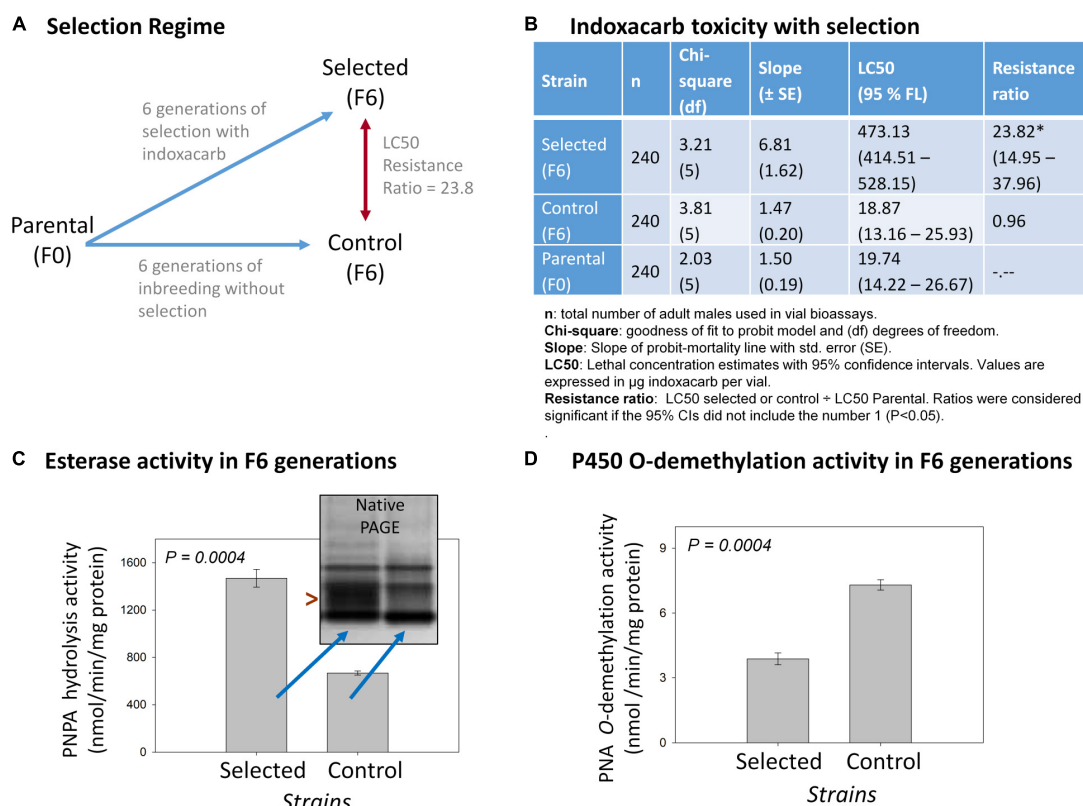 A Selection Regime
Selected
(F6)
6 generations of
selection with
indoxacarb
LC50
Resistance
Ratio = 23.8
Parental
(F0)
Control
(F6)
6 generations of
inbreeding without
selection
B Indoxacarb toxicity with selection
Strain n Chi-square (df) Slope (± SE) LC50 (95 % FL) Resistance ratio
Selected (F6) 240 3.21 (5) 6.81 (1.62) 473.13 (414.51 – 528.15) 23.82* (14.95 – 37.96)
Control (F6) 240 3.81 (5) 1.47 (0.20) 18.87 (13.16 – 25.93) 0.96
Parental (F0) 240 2.03 (5) 1.50 (0.19) 19.74 (14.22 – 26.67) -.--
n: total number of adult males used in vial bioassays.
Chi-square: goodness of fit to probit model and (df) degrees of freedom.
Slope: Slope of probit-mortality line with std. error (SE).
LC50: Lethal concentration estimates with 95% confidence intervals. Values are
expressed in µg indoxacarb per vial.
Resistance ratio: LC50 selected or control ÷ LC50 Parental. Ratios were considered
significant if the 95% CIs did not include the number 1 (P<0.05).
.
C Esterase activity in F6 generations
PNPA hydrolysis activity
(nmol/min/mg protein)
1600
1200
800
400
0
P = 0.0004
Native
PAGE
>
Selected Control
Strains
D P450 O-demethylation activity in F6 generations
PNA O-demethylation activity
(nmol /min/mg protein)
9
6
3
0
P = 0.0004
Selected Control
Strains